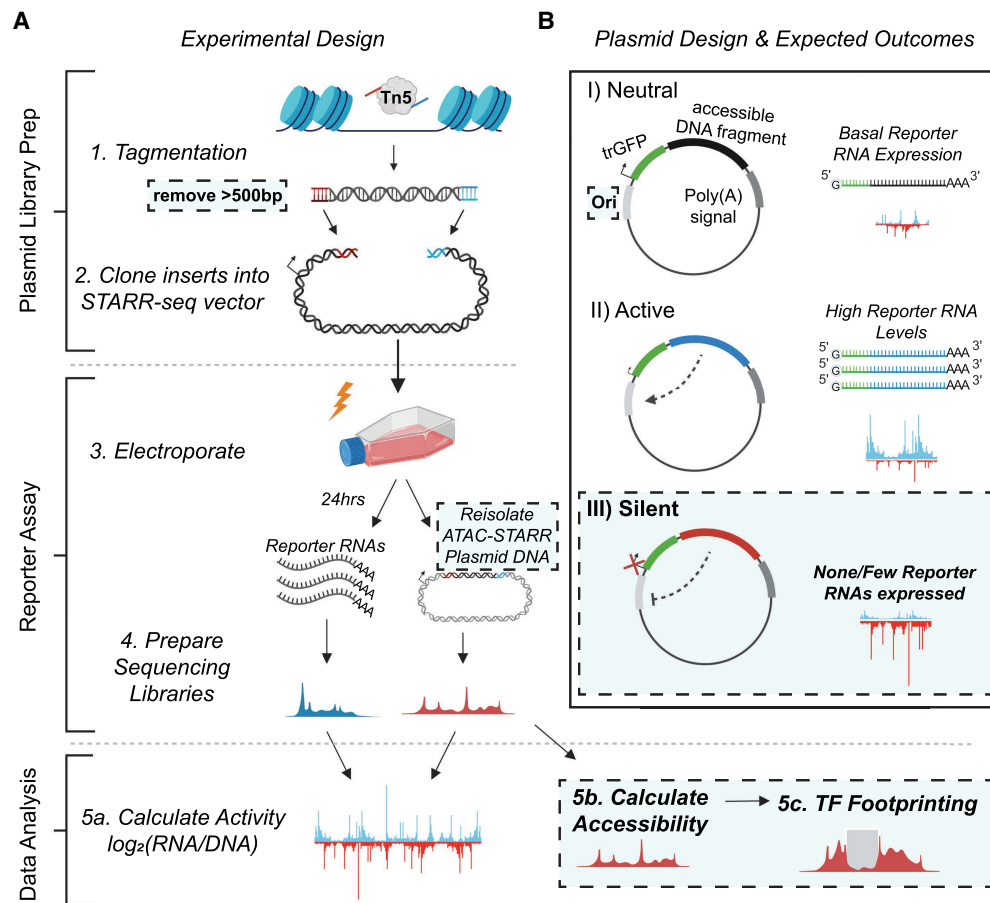 A
Experimental Design
Plasmid Library Prep
Tn5
1. Tagmentation
remove >500bp
2. Clone inserts into
STARR-seq vector
Reporter Assay
3. Electroporate
24hrs
Reporter RNAs
AAA
AAA
AAA
Reisolate
ATAC-STARR
Plasmid DNA
4. Prepare
Sequencing
Libraries
Data Analysis
5a. Calculate Activity
log₂(RNA/DNA)
5b. Calculate
Accessibility
5c. TF Footprinting
B
Plasmid Design & Expected Outcomes
I) Neutral
trGFP
accessible
DNA fragment
Ori
Poly(A)
signal
Basal Reporter
RNA Expression
5' G AAA 3'
II) Active
High Reporter RNA
Levels
5' G AAA 3'
5' G AAA 3'
5' G AAA 3'
III) Silent
None/Few Reporter
RNAs expressed